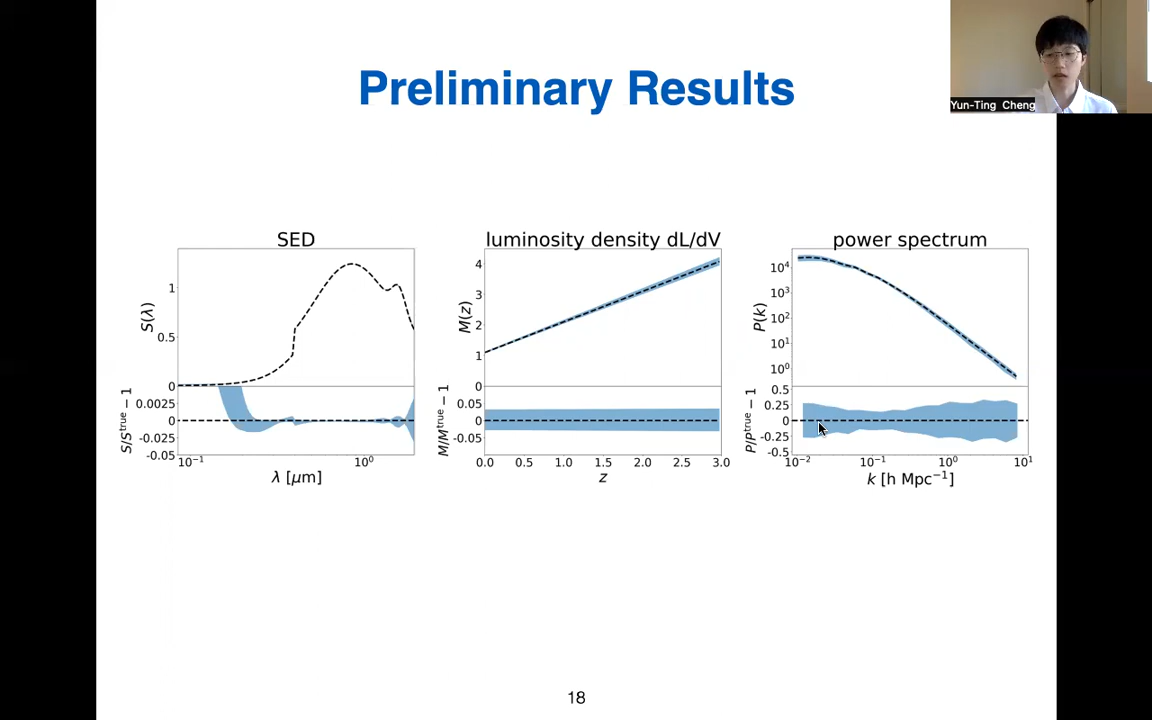 Preliminary Results
Yun-Ting Cheng
SED
S(λ)
1
0.5
0
S/S^true − 1
0.0025
0
-0.025
-0.05
10⁻¹
10⁰
λ [μm]
luminosity density dL/dV
M(z)
4
3
2
1
0
M/M^true − 1
0.05
0
-0.05
0.0
0.5
1.0
1.5
2.0
2.5
3.0
z
power spectrum
P(k)
10⁴
10³
10²
10¹
10⁰
P/P^true − 1
0.5
0.25
0
-0.25
-0.5
10⁻²
10⁻¹
10⁰
10¹
k [h Mpc⁻¹]
18